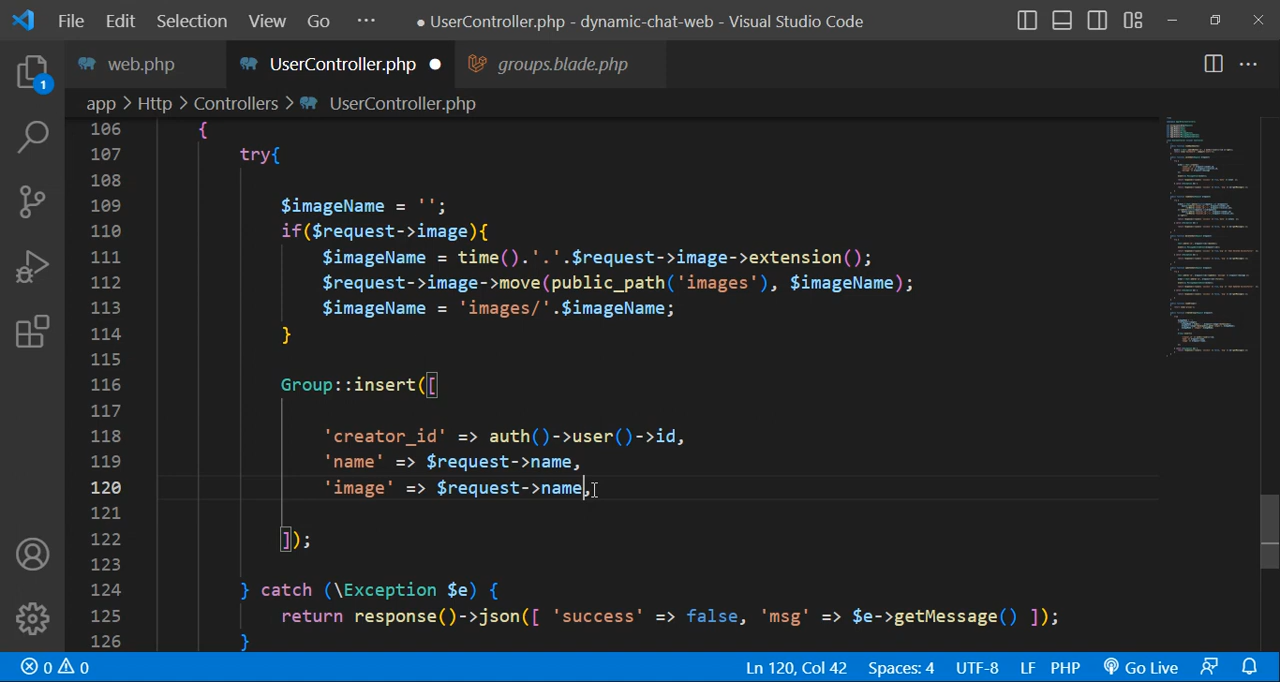 File Edit Selection View Go ··· ● UserController.php - dynamic-chat-web - Visual Studio Code
web.php UserController.php ● groups.blade.php ···
1
app > Http > Controllers > UserController.php
106 {
107 try{
108
109 $imageName = '';
110 if($request->image){
111 $imageName = time().'.'.$request->image->extension();
112 $request->image->move(public_path('images'), $imageName);
113 $imageName = 'images/'.$imageName;
114 }
115
116 Group::insert([
117
118 'creator_id' => auth()->user()->id,
119 'name' => $request->name,
120 'image' => $request->name,
121
122 ]);
123
124 } catch (\Exception $e) {
125 return response()->json([ 'success' => false, 'msg' => $e->getMessage() ]);
126 }
0 0 Ln 120, Col 42 Spaces: 4 UTF-8 LF PHP Go Live